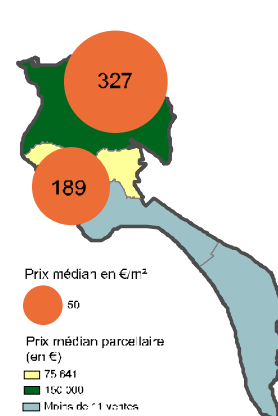 327
189
Prix médian en €/m²
50
Prix médian parcellaire
(en €)
75 641
150 000
Moins de 11 ventes